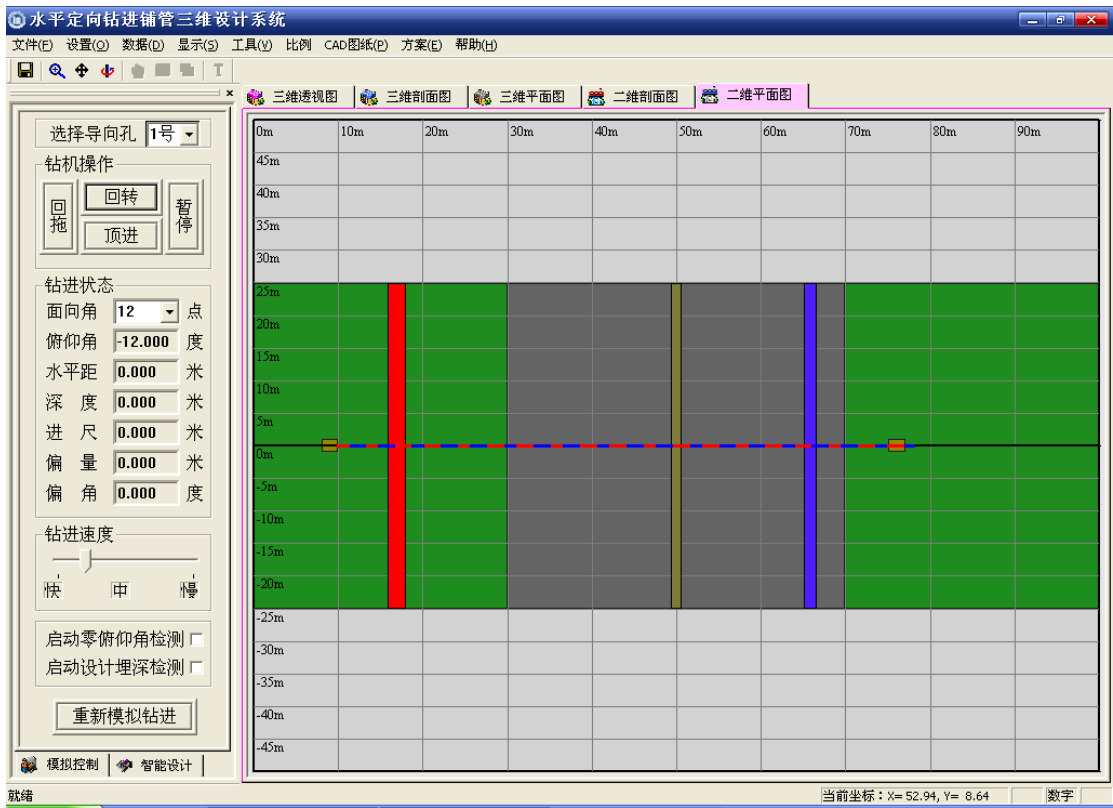 水平定向钻进铺管三维设计系统
文件(F) 设置(O) 数据(D) 显示(S) 工具(V) 比例 CAD图纸(P) 方案(E) 帮助(H)
T
三维透视图 三维剖面图 三维平面图 二维剖面图 二维平面图
选择导向孔 1号
钻机操作
回拖 回转 顶进 暂停
钻进状态
面向角 12 点
俯仰角 -12.000 度
水平距 0.000 米
深 度 0.000 米
进 尺 0.000 米
偏 量 0.000 米
偏 角 0.000 度
钻进速度
快 中 慢
启动零俯仰角检测
启动设计埋深检测
重新模拟钻进
模拟控制 智能设计
0m 10m 20m 30m 40m 50m 60m 70m 80m 90m
45m
40m
35m
30m
25m
20m
15m
10m
5m
0m
-5m
-10m
-15m
-20m
-25m
-30m
-35m
-40m
-45m
就绪 当前坐标：X= 52.94, Y= 8.64 数字